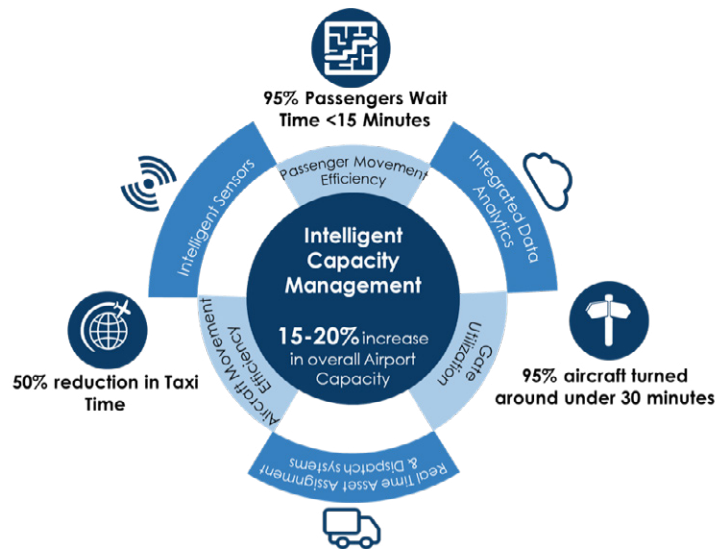 95% Passengers Wait
Time <15 Minutes
Passenger Movement
Efficiency
Intelligent Sensors
Integrated Data
Analytics
Intelligent
Capacity
Management
15-20% increase
in overall Airport
Capacity
Aircraft Movement
Efficiency
Gate
Utilization
50% reduction in Taxi
Time
95% aircraft turned
around under 30 minutes
Real Time Asset Assignment
& Dispatch systems